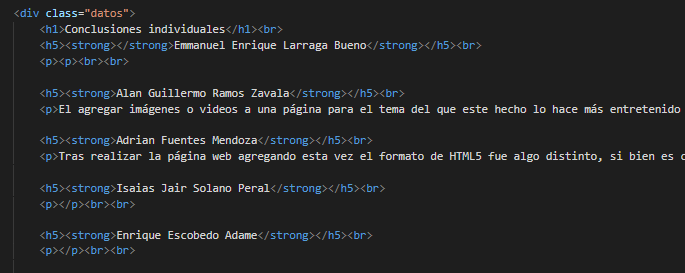 <div class="datos">
<h1>Conclusiones individuales</h1><br>
<h5><strong></strong>Emmanuel Enrique Larraga Bueno</strong></h5><br>
<p><p><br><br>
<h5><strong>Alan Guillermo Ramos Zavala</strong></h5><br>
<p>El agregar imágenes o videos a una página para el tema del que este hecho lo hace más entretenido
<h5><strong>Adrian Fuentes Mendoza</strong></h5><br>
<p>Tras realizar la página web agregando esta vez el formato de HTML5 fue algo distinto, si bien es
<h5><strong>Isaias Jair Solano Peral</strong></h5><br>
<p></p><br><br>
<h5><strong>Enrique Escobedo Adame</strong></h5><br>
<p></p><br><br>